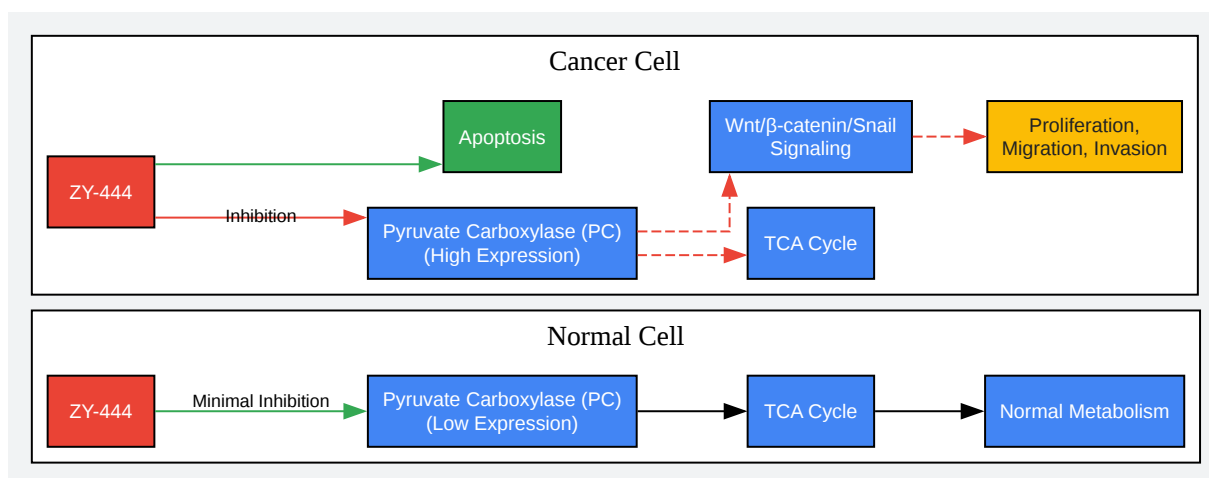 Cancer Cell
ZY-444
Apoptosis
Inhibition
Pyruvate Carboxylase (PC)
(High Expression)
Wnt/β-catenin/Snail
Signaling
TCA Cycle
Proliferation,
Migration, Invasion
Normal Cell
ZY-444
Minimal Inhibition
Pyruvate Carboxylase (PC)
(Low Expression)
TCA Cycle
Normal Metabolism